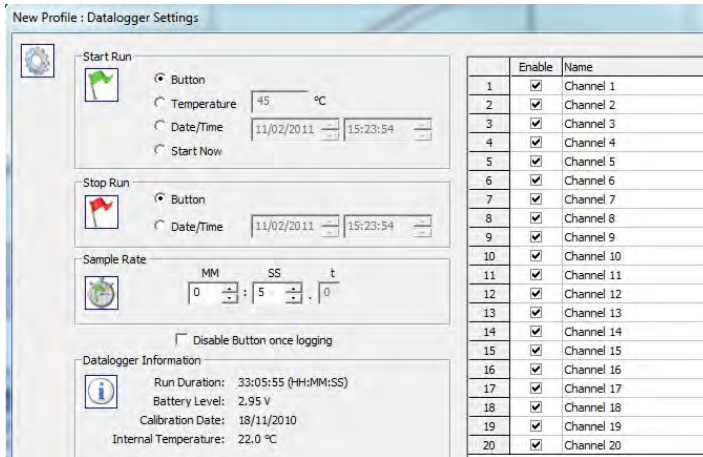 New Profile : Datalogger Settings
Start Run
Button
Temperature 45 ºC
Date/Time 11/02/2011 15:23:54
Start Now
Stop Run
Button
Date/Time 11/02/2011 15:23:54
Sample Rate
MM SS t
0 : 5 . 0
Disable Button once logging
Datalogger Information
Run Duration: 33:05:55 (HH:MM:SS)
Battery Level: 2.95 V
Calibration Date: 18/11/2010
Internal Temperature: 22.0 ºC
Enable Name
1 Channel 1
2 Channel 2
3 Channel 3
4 Channel 4
5 Channel 5
6 Channel 6
7 Channel 7
8 Channel 8
9 Channel 9
10 Channel 10
11 Channel 11
12 Channel 12
13 Channel 13
14 Channel 14
15 Channel 15
16 Channel 16
17 Channel 17
18 Channel 18
19 Channel 19
20 Channel 20